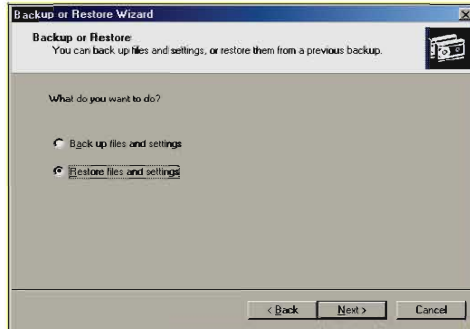 Backup or Restore Wizard
Backup or Restore
You can back up files and settings, or restore them from a previous backup.
What do you want to do?
Back up files and settings
Restore files and settings
< Back
Next >
Cancel